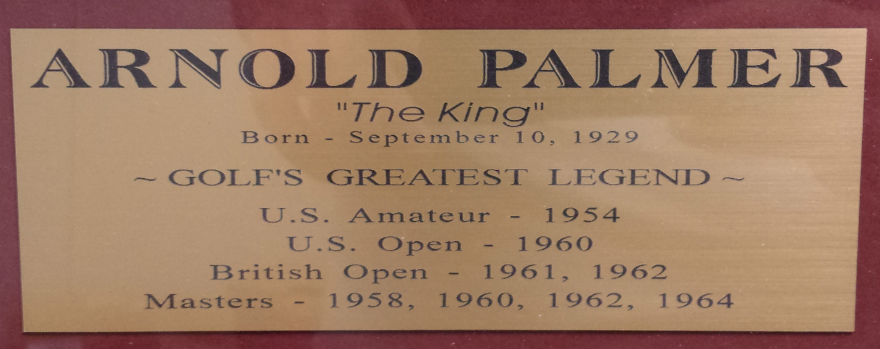 ARNOLD PALMER
"The King"
Born - September 10, 1929
~ GOLF'S GREATEST LEGEND ~
U.S. Amateur - 1954
U.S. Open - 1960
British Open - 1961, 1962
Masters - 1958, 1960, 1962, 1964